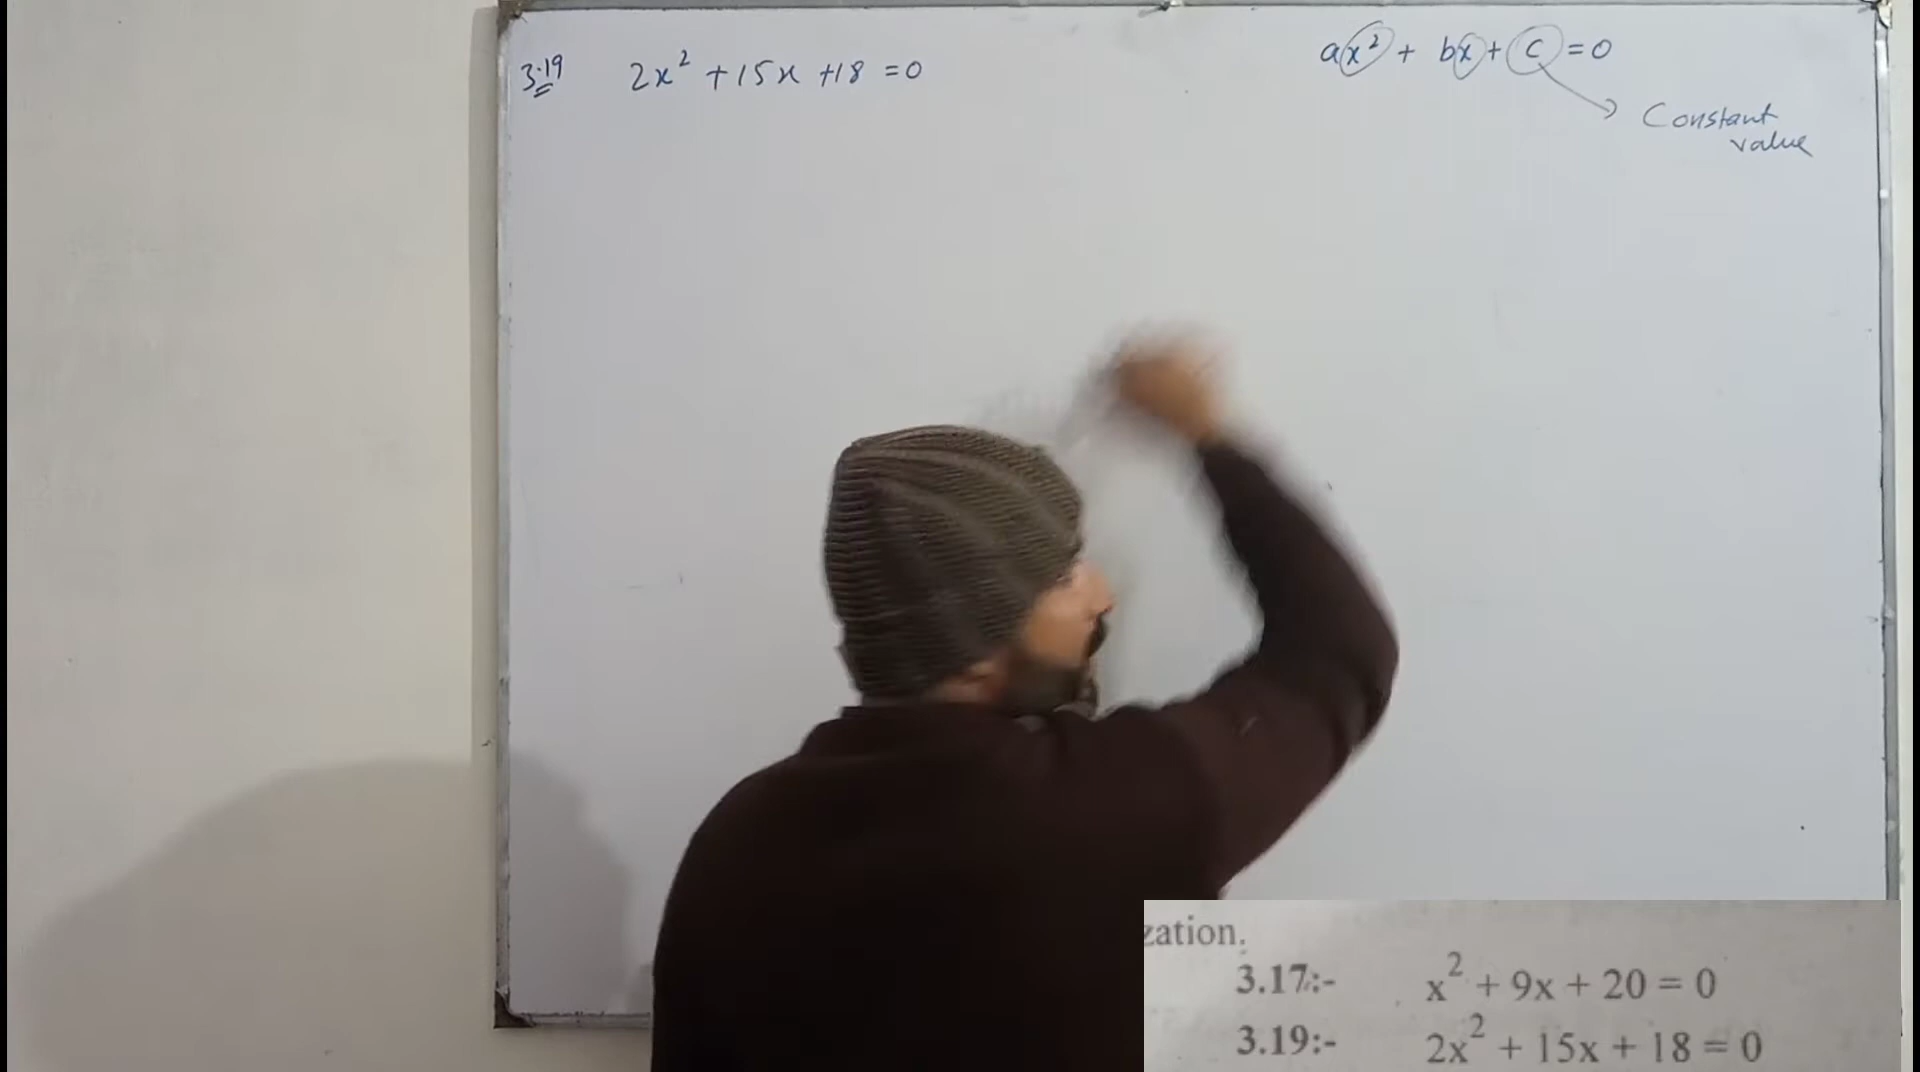 3.19 2x² + 15x + 18 = 0
ax² + bx + c = 0
Constant
value
zation.
3.17:- x² + 9x + 20 = 0
3.19:- 2x² + 15x + 18 = 0